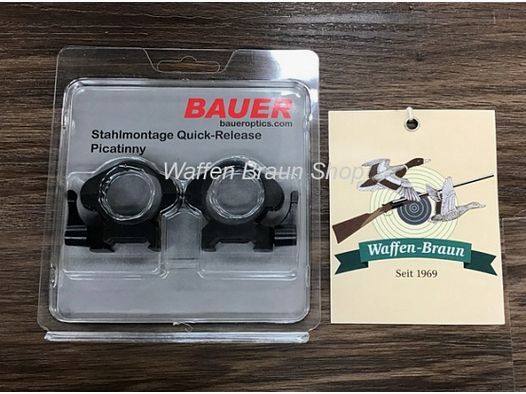 BAUER
baueroptics.com
Stahlmontage Quick-Release
Picatinny
Waffen Braun Shop
Waffen-Braun
Seit 1969